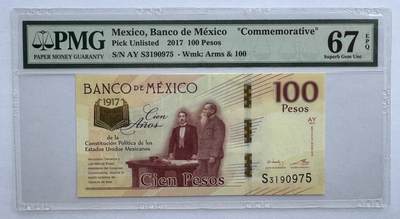 PMG
PAPER MONEY GUARANTY
Mexico, Banco de México "Commemorative"
Pick Unlisted 2017 100 Pesos
S/N AY S3190975 - Wmk: Arms & 100
67 EPQ
Superb Gem Unc
BANCO DE MÉXICO
1917
Cien
Años
de la Constitución Política de los
Estados Unidos Mexicanos
100
Pesos
AY
Cien Pesos
S3190975